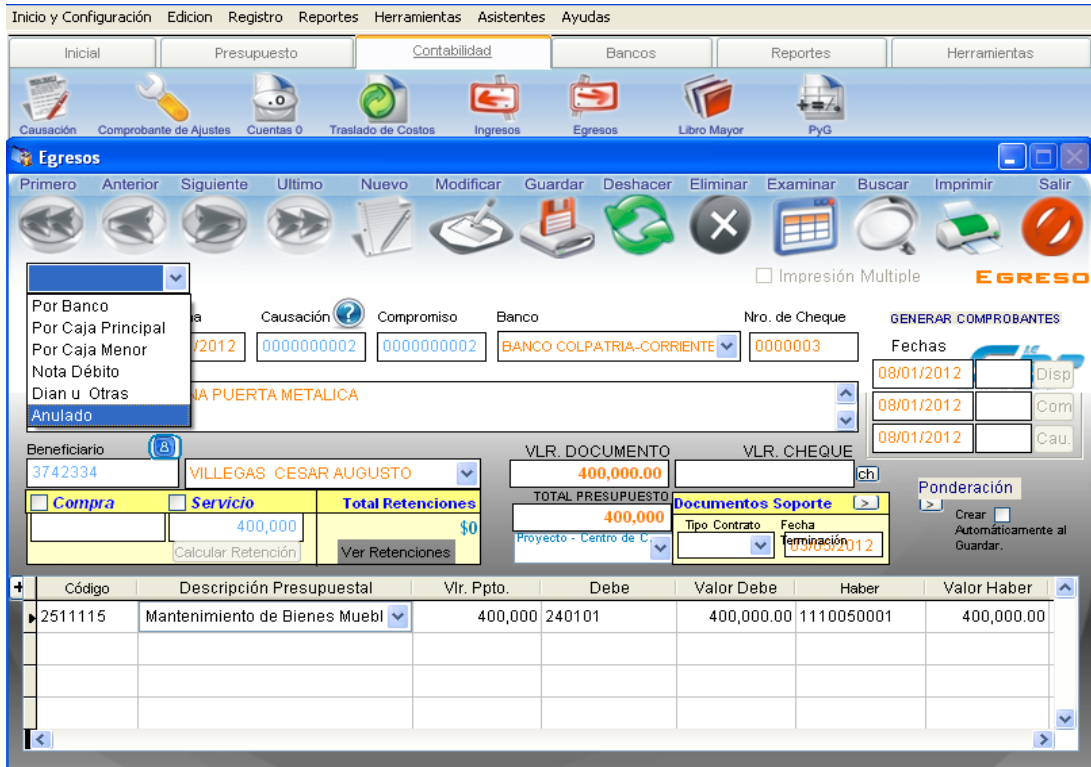 Inicio y Configuración Edicion Registro Reportes Herramientas Asistentes Ayudas
Inicial Presupuesto Contabilidad Bancos Reportes Herramientas
Causación Comprobante de Ajustes Cuentas 0 Traslado de Costos Ingresos Egresos Libro Mayor PyG
Egresos
Primero Anterior Siguiente Ultimo Nuevo Modificar Guardar Deshacer Eliminar Examinar Buscar Imprimir Salir
Impresión Multiple EGRESO
Por Banco
Por Caja Principal
Por Caja Menor
Nota Débito
Dian u Otras
Anulado
a Causación Compromiso Banco Nro. de Cheque GENERAR COMPROBANTES
/2012 0000000002 0000000002 BANCO COLPATRIA-CORRIENTE 0000003 Fechas
08/01/2012 Disp
NA PUERTA METALICA 08/01/2012 Com
08/01/2012 Cau.
Beneficiario VLR. DOCUMENTO VLR. CHEQUE
3742334 VILLEGAS CESAR AUGUSTO 400,000.00 ch
Compra Servicio Total Retenciones TOTAL PRESUPUESTO Documentos Soporte > Ponderación
400,000 $0 400,000 Tipo Contrato Fecha Terminación > Crear
Calcular Retención Ver Retenciones Proyecto - Centro de C. 03/03/2012 Automáticamente al
Guardar.
Código Descripción Presupuestal Vlr. Ppto. Debe Valor Debe Haber Valor Haber
2511115 Mantenimiento de Bienes Muebl 400,000 240101 400,000.00 1110050001 400,000.00